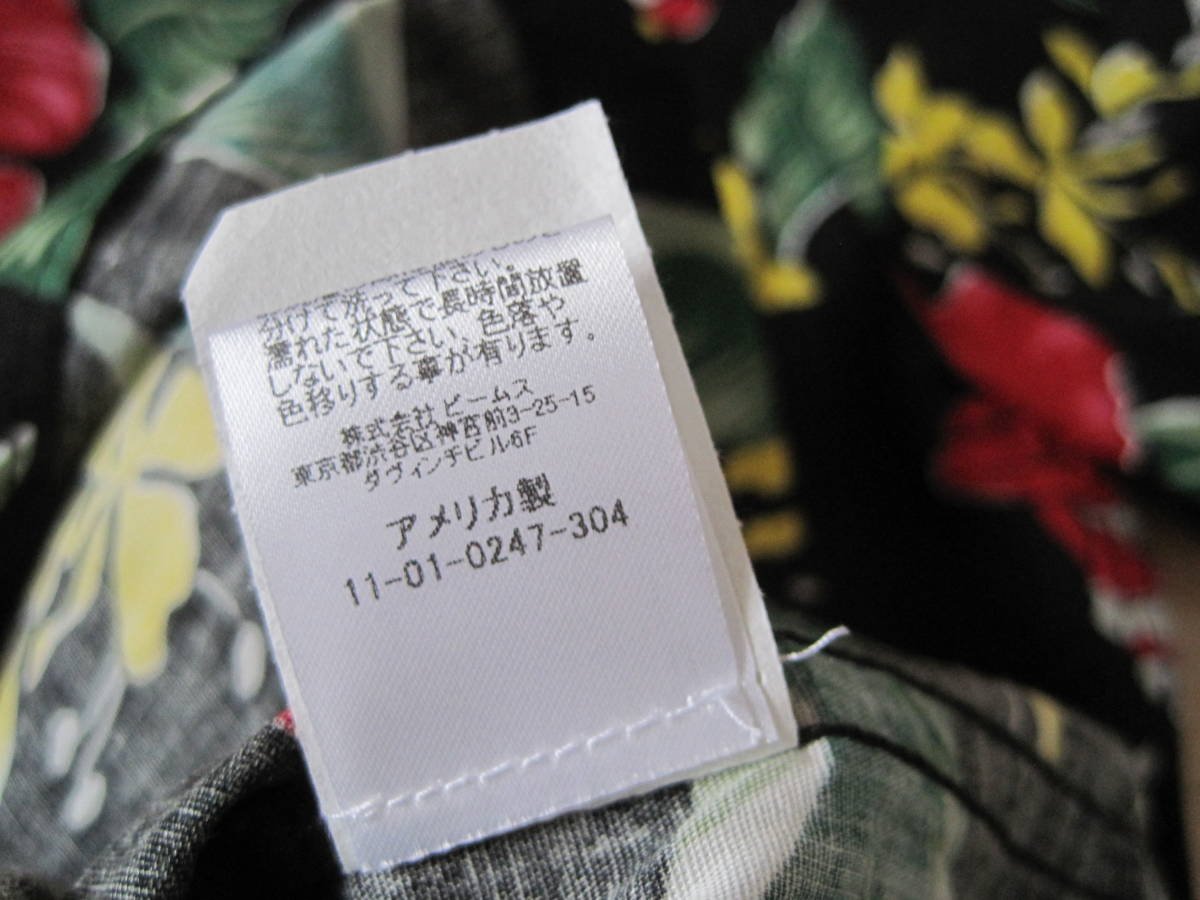 分けて洗って下さい。
濡れた状態で長時間放置
しないで下さい。色落や
色移りする事が有ります。
株式会社 ビームス
東京都渋谷区神宮前3-25-15
ダヴィンチビル6F
アメリカ製
11-01-0247-304